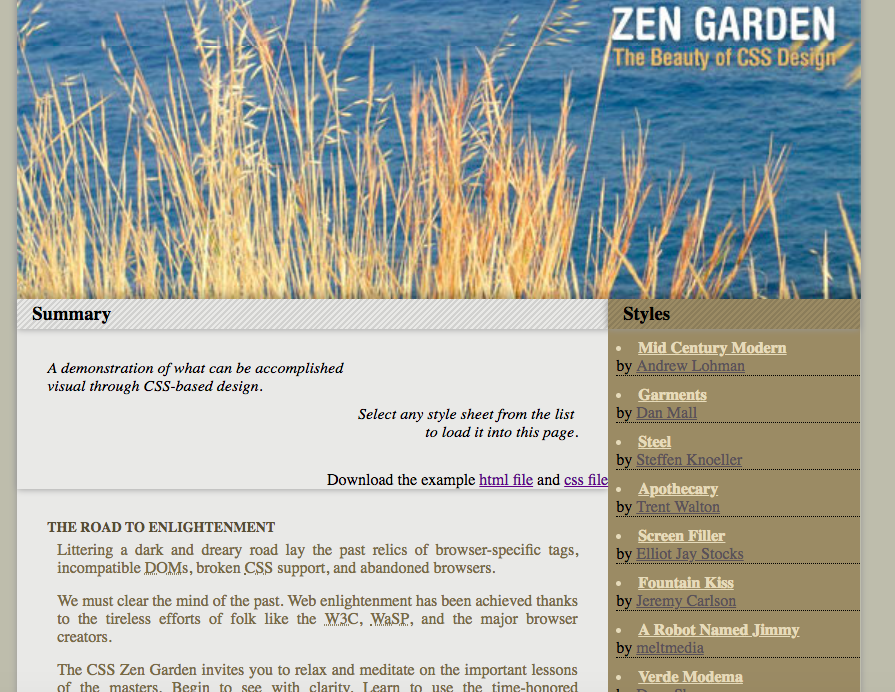 ZEN GARDEN
The Beauty of CSS Design
Summary
A demonstration of what can be accomplished
visual through CSS-based design.
Select any style sheet from the list
to load it into this page.
Download the example html file and css file
THE ROAD TO ENLIGHTENMENT
Littering a dark and dreary road lay the past relics of browser-specific tags,
incompatible DOMs, broken CSS support, and abandoned browsers.
We must clear the mind of the past. Web enlightenment has been achieved thanks
to the tireless efforts of folk like the W3C, WaSP, and the major browser
creators.
The CSS Zen Garden invites you to relax and meditate on the important lessons
of the masters. Begin to see with clarity. Learn to use the time-honored
Styles
Mid Century Modern
by Andrew Lohman
Garments
by Dan Mall
Steel
by Steffen Knoeller
Apothecary
by Trent Walton
Screen Filler
by Elliot Jay Stocks
Fountain Kiss
by Jeremy Carlson
A Robot Named Jimmy
by meltmedia
Verde Modema